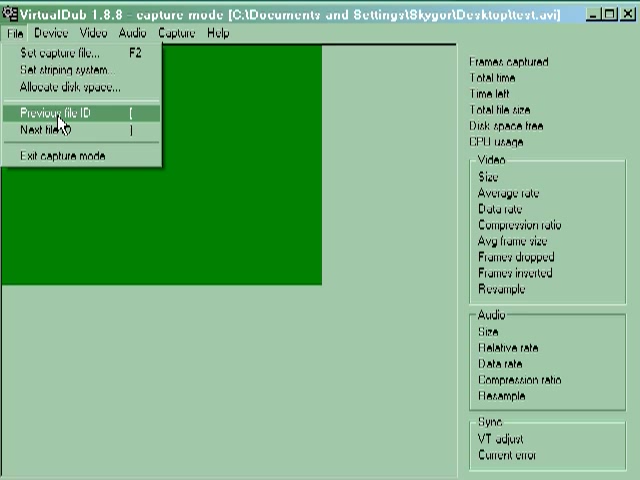 VirtualDub 1.8.8 - capture mode [C:\Documents and Settings\Skygor\Desktop\test.avi]
File Device Video Audio Capture Help
Set capture file... F2
Set striping system...
Allocate disk space...
Previous file ID [
Next file ID ]
Exit capture mode
Frames captured
Total time
Time left
Total file size
Disk space free
CPU usage
Video
Size
Average rate
Data rate
Compression ratio
Avg frame size
Frames dropped
Frames inserted
Resample
Audio
Size
Relative rate
Data rate
Compression ratio
Resample
Sync
VT adjust
Current error